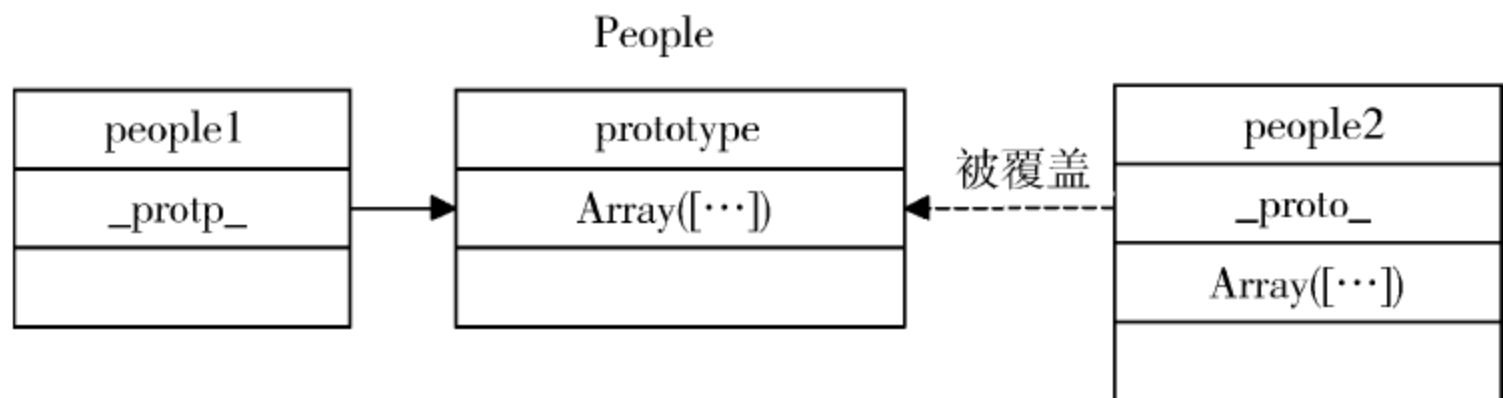 People
people1
_protp_
prototype
Array([…])
被覆盖
people2
_proto_
Array([…])